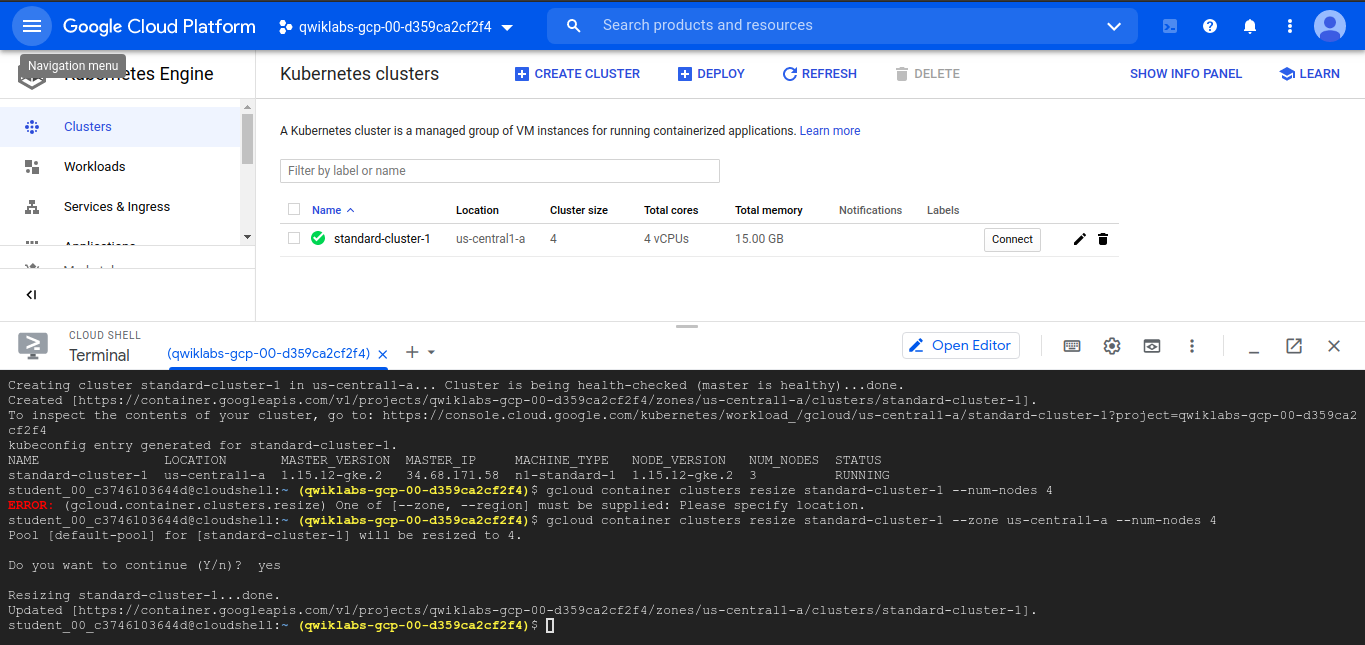 Google Cloud Platform
qwiklabs-gcp-00-d359ca2cf2f4
Search products and resources
Navigation menu
Kubernetes Engine
Kubernetes clusters
CREATE CLUSTER
DEPLOY
REFRESH
DELETE
SHOW INFO PANEL
LEARN
Clusters
Workloads
Services & Ingress
Applications
A Kubernetes cluster is a managed group of VM instances for running containerized applications. Learn more
Filter by label or name
Name Location Cluster size Total cores Total memory Notifications Labels
standard-cluster-1 us-central1-a 4 4 vCPUs 15.00 GB Connect
CLOUD SHELL
Terminal
(qwiklabs-gcp-00-d359ca2cf2f4)
Open Editor
Creating cluster standard-cluster-1 in us-central1-a... Cluster is being health-checked (master is healthy)...done.
Created [https://container.googleapis.com/v1/projects/qwiklabs-gcp-00-d359ca2cf2f4/zones/us-central1-a/clusters/standard-cluster-1].
To inspect the contents of your cluster, go to: https://console.cloud.google.com/kubernetes/workload_/gcloud/us-central1-a/standard-cluster-1?project=qwiklabs-gcp-00-d359ca2
cf2f4
kubeconfig entry generated for standard-cluster-1.
NAME LOCATION MASTER_VERSION MASTER_IP MACHINE_TYPE NODE_VERSION NUM_NODES STATUS
standard-cluster-1 us-central1-a 1.15.12-gke.2 34.68.171.58 n1-standard-1 1.15.12-gke.2 3 RUNNING
student_00_c3746103644d@cloudshell:~ (qwiklabs-gcp-00-d359ca2cf2f4)$ gcloud container clusters resize standard-cluster-1 --num-nodes 4
ERROR: (gcloud.container.clusters.resize) One of [--zone, --region] must be supplied: Please specify location.
student_00_c3746103644d@cloudshell:~ (qwiklabs-gcp-00-d359ca2cf2f4)$ gcloud container clusters resize standard-cluster-1 --zone us-central1-a --num-nodes 4
Pool [default-pool] for [standard-cluster-1] will be resized to 4.
Do you want to continue (Y/n)? yes
Resizing standard-cluster-1...done.
Updated [https://container.googleapis.com/v1/projects/qwiklabs-gcp-00-d359ca2cf2f4/zones/us-central1-a/clusters/standard-cluster-1].
student_00_c3746103644d@cloudshell:~ (qwiklabs-gcp-00-d359ca2cf2f4)$